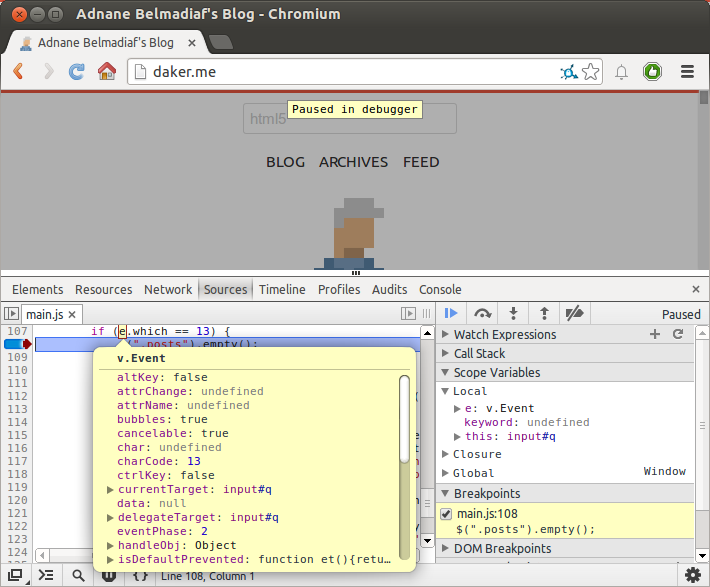 Adnane Belmadiaf's Blog - Chromium
Adnane Belmadiaf's Blog
daker.me
html5
Paused in debugger
BLOG ARCHIVES FEED
Elements Resources Network Sources Timeline Profiles Audits Console
main.js
Paused
107 if (e.which == 13) {
$(".posts").empty();
109
110
111
112
113
114
115
116
117
118
119
120
121
122
123
124
v.Event
altKey: false
attrChange: undefined
attrName: undefined
bubbles: true
cancelable: true
char: undefined
charCode: 13
ctrlKey: false
currentTarget: input#q
data: null
delegateTarget: input#q
eventPhase: 2
handleObj: Object
isDefaultPrevented: function et(){retu…
Watch Expressions
Call Stack
Scope Variables
Local
e: v.Event
keyword: undefined
this: input#q
Closure
Global Window
Breakpoints
main.js:108
$(".posts").empty();
DOM Breakpoints
{ } Line 108, Column 1